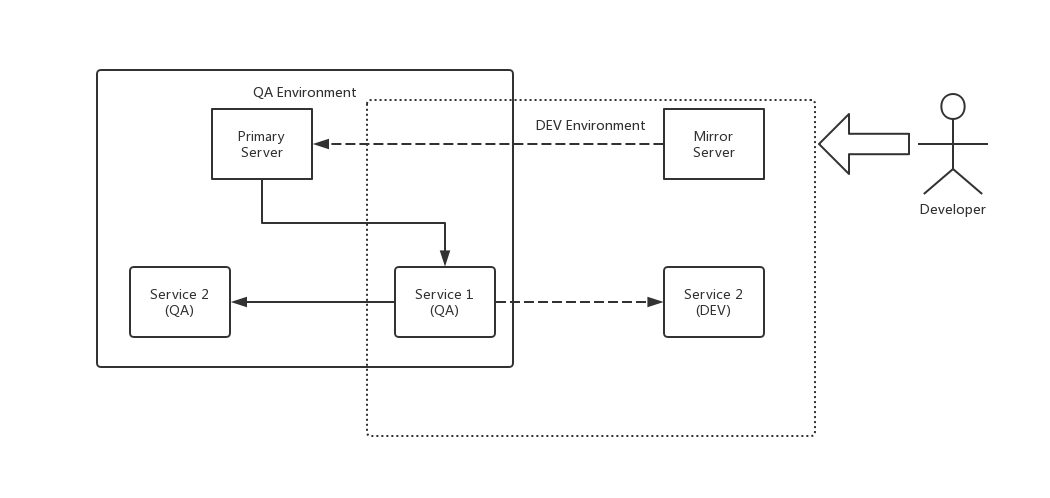 QA Environment
DEV Environment
Primary
Server
Mirror
Server
Developer
Service 2
(QA)
Service 1
(QA)
Service 2
(DEV)